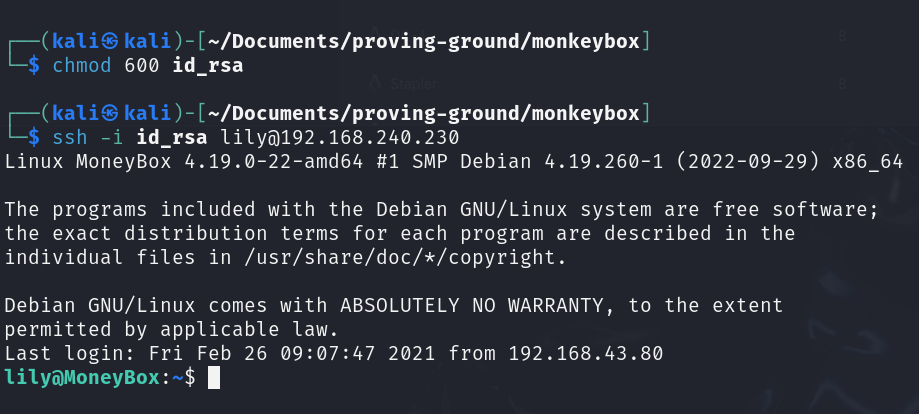 ┌──(kali㉿kali)-[~/Documents/proving-ground/monkeybox]
└─$ chmod 600 id_rsa
Stapler
┌──(kali㉿kali)-[~/Documents/proving-ground/monkeybox]
└─$ ssh -i id_rsa lily@192.168.240.230
Linux MoneyBox 4.19.0-22-amd64 #1 SMP Debian 4.19.260-1 (2022-09-29) x86_64
The programs included with the Debian GNU/Linux system are free software;
the exact distribution terms for each program are described in the
individual files in /usr/share/doc/*/copyright.
Debian GNU/Linux comes with ABSOLUTELY NO WARRANTY, to the extent
permitted by applicable law.
Last login: Fri Feb 26 09:07:47 2021 from 192.168.43.80
lily@MoneyBox:~$